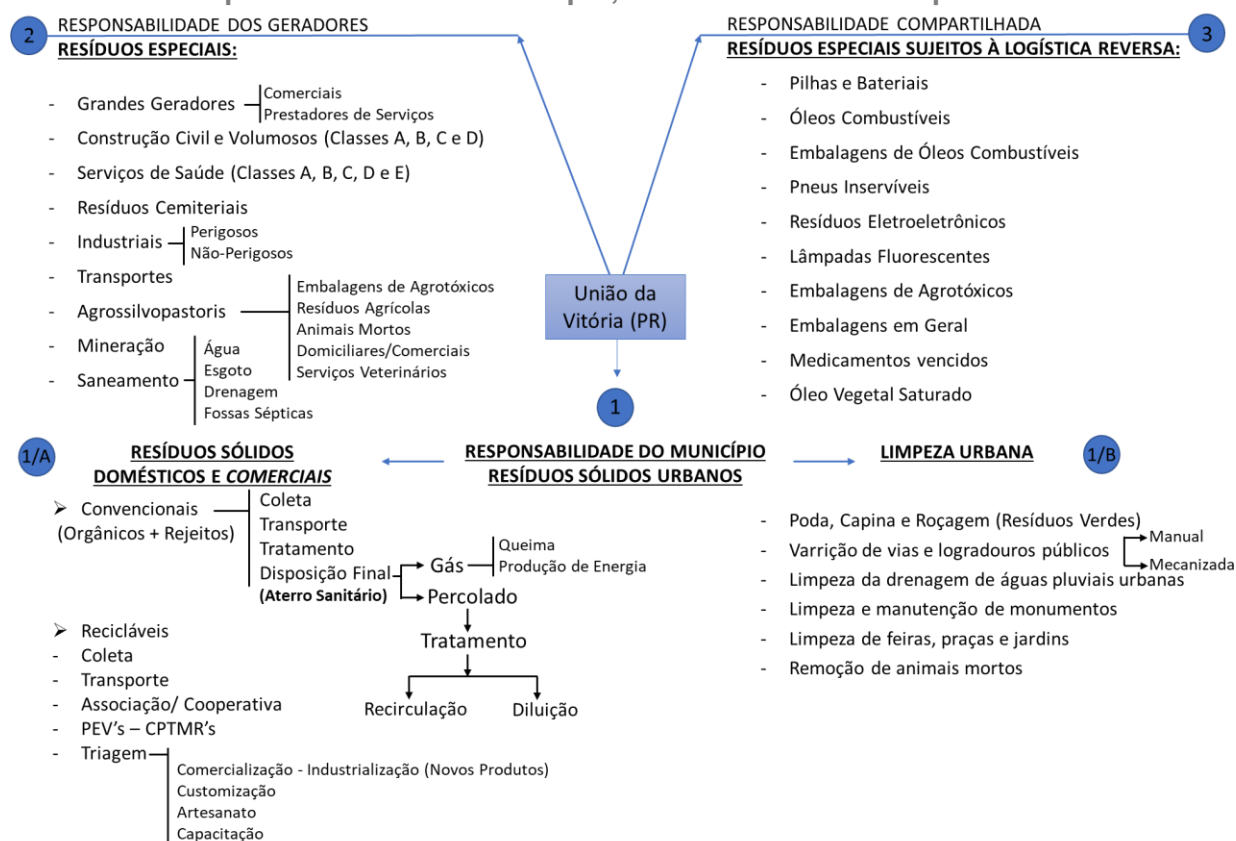 2
RESPONSABILIDADE DOS GERADORES
RESÍDUOS ESPECIAIS:
- Grandes Geradores
Comerciais
Prestadores de Serviços
- Construção Civil e Volumosos (Classes A, B, C e D)
- Serviços de Saúde (Classes A, B, C, D e E)
- Resíduos Cemiteriais
- Industriais
Perigosos
Não-Perigosos
- Transportes
- Agrossilvopastoris
Embalagens de Agrotóxicos
Resíduos Agrícolas
Animais Mortos
Domiciliares/Comerciais
Serviços Veterinários
- Mineração
- Saneamento
Água
Esgoto
Drenagem
Fossas Sépticas
RESPONSABILIDADE COMPARTILHADA
3
RESÍDUOS ESPECIAIS SUJEITOS À LOGÍSTICA REVERSA:
- Pilhas e Bateriais
- Óleos Combustíveis
- Embalagens de Óleos Combustíveis
- Pneus Inservíveis
- Resíduos Eletroeletrônicos
- Lâmpadas Fluorescentes
- Embalagens de Agrotóxicos
- Embalagens em Geral
- Medicamentos vencidos
- Óleo Vegetal Saturado
União da
Vitória (PR)
1
RESPONSABILIDADE DO MUNICÍPIO
RESÍDUOS SÓLIDOS URBANOS
1/A
RESÍDUOS SÓLIDOS
DOMÉSTICOS E COMERCIAIS
➢ Convencionais
(Orgânicos + Rejeitos)
Coleta
Transporte
Tratamento
Disposição Final
(Aterro Sanitário)
Gás
Queima
Produção de Energia
Percolado
Tratamento
Recirculação
Diluição
➢ Recicláveis
- Coleta
- Transporte
- Associação/ Cooperativa
- PEV’s – CPTMR’s
- Triagem
Comercialização - Industrialização (Novos Produtos)
Customização
Artesanato
Capacitação
LIMPEZA URBANA
1/B
- Poda, Capina e Roçagem (Resíduos Verdes)
- Varrição de vias e logradouros públicos
Manual
Mecanizada
- Limpeza da drenagem de águas pluviais urbanas
- Limpeza e manutenção de monumentos
- Limpeza de feiras, praças e jardins
- Remoção de animais mortos